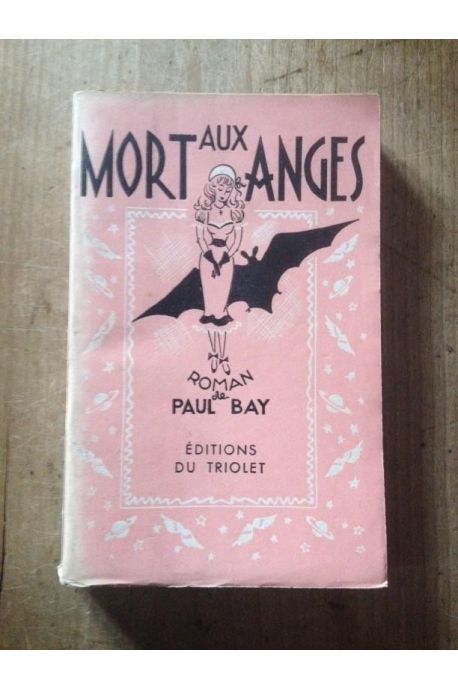 MORT AUX ANGES
ROMAN
de
PAUL BAY
ÉDITIONS
DU TRIOLET